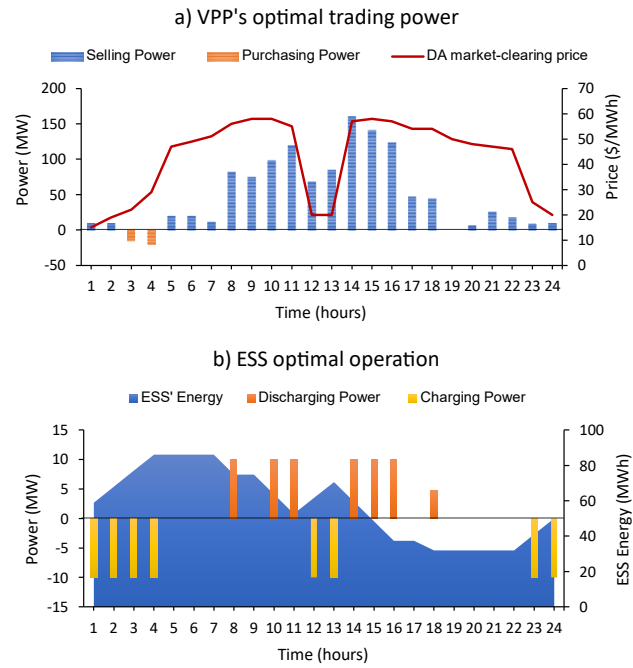 a) VPP's optimal trading power
Selling Power Purchasing Power DA market-clearing price
200 70
150 60
100 50
50 40
0 30
-50 20
10
0
Power (MW)
Price ($/MWh)
1 2 3 4 5 6 7 8 9 10 11 12 13 14 15 16 17 18 19 20 21 22 23 24
Time (hours)
b) ESS optimal operation
ESS' Energy Discharging Power Charging Power
15 100
10 80
5 60
0 40
-5 20
-10 0
-15
Power (MW)
ESS Energy (MWh)
1 2 3 4 5 6 7 8 9 10 11 12 13 14 15 16 17 18 19 20 21 22 23 24
Time (hours)